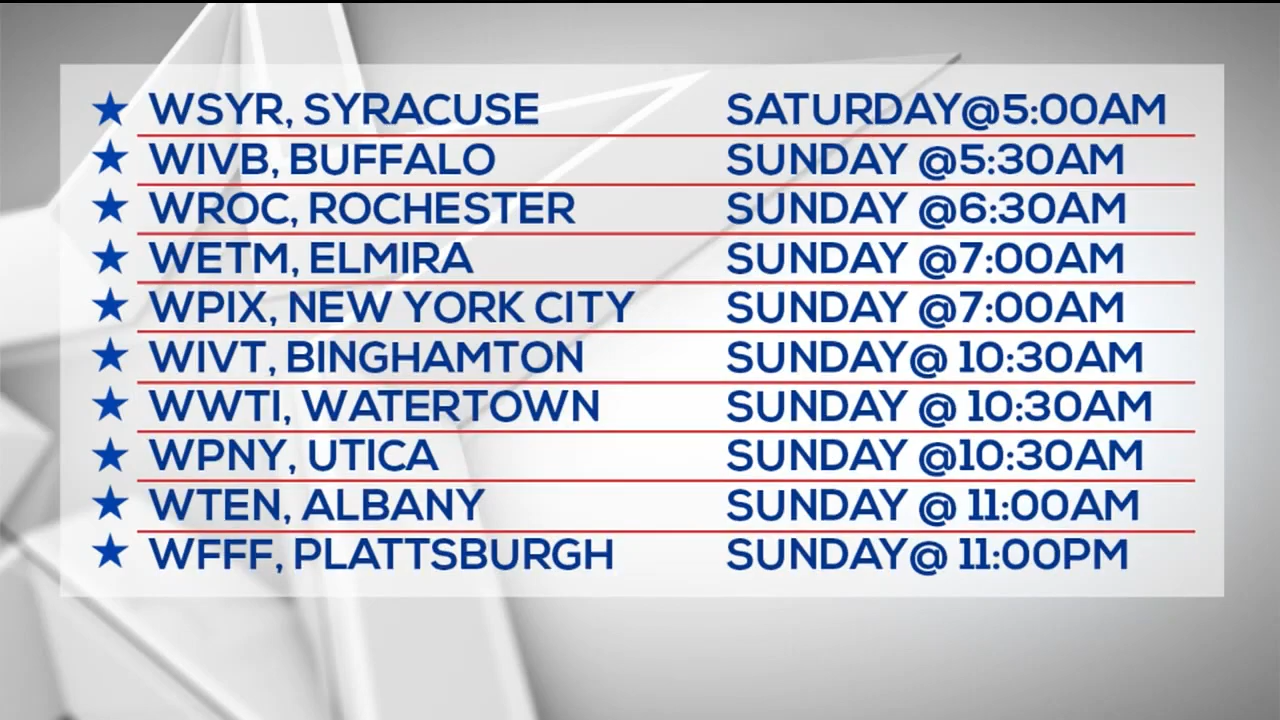 ★ WSYR, SYRACUSE SATURDAY@5:00AM
★ WIVB, BUFFALO SUNDAY @5:30AM
★ WROC, ROCHESTER SUNDAY @6:30AM
★ WETM, ELMIRA SUNDAY @7:00AM
★ WPIX, NEW YORK CITY SUNDAY @7:00AM
★ WIVT, BINGHAMTON SUNDAY@ 10:30AM
★ WWTI, WATERTOWN SUNDAY @ 10:30AM
★ WPNY, UTICA SUNDAY @10:30AM
★ WTEN, ALBANY SUNDAY @ 11:00AM
★ WFFF, PLATTSBURGH SUNDAY@ 11:00PM